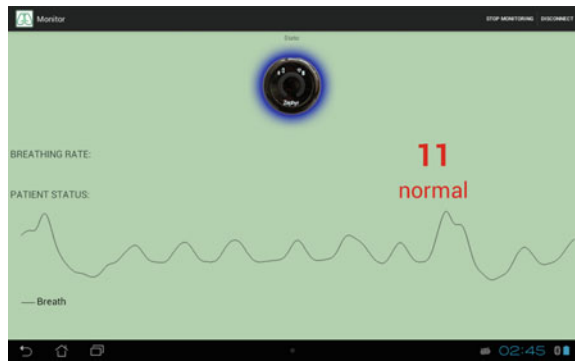 Monitor
STOP MONITORING DISCONNECT
State:
Zephyr
BREATHING RATE:
11
PATIENT STATUS:
normal
Breath
02:45